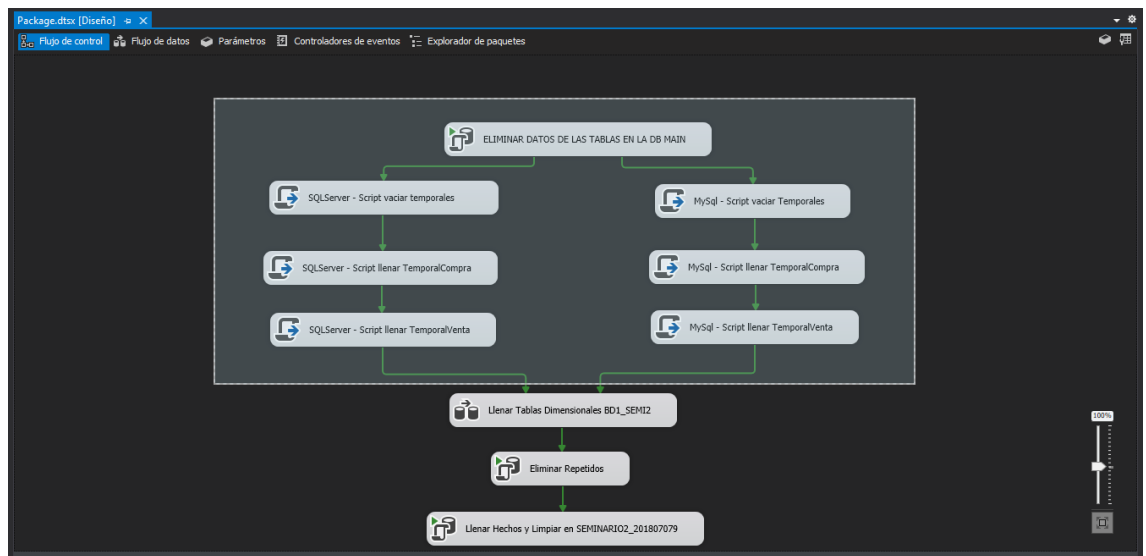 Package.dtsx [Diseño]
Flujo de control Flujo de datos Parámetros Controladores de eventos Explorador de paquetes
ELIMINAR DATOS DE LAS TABLAS EN LA DB MAIN
SQLServer - Script vaciar temporales
MySql - Script vaciar Temporales
SQLServer - Script llenar TemporalCompra
MySql - Script llenar TemporalCompra
SQLServer - Script llenar TemporalVenta
MySql - Script llenar TemporalVenta
Llenar Tablas Dimensionales BD1_SEMI2
100%
Eliminar Repetidos
Llenar Hechos y Limpiar en SEMINARIO2_201807079